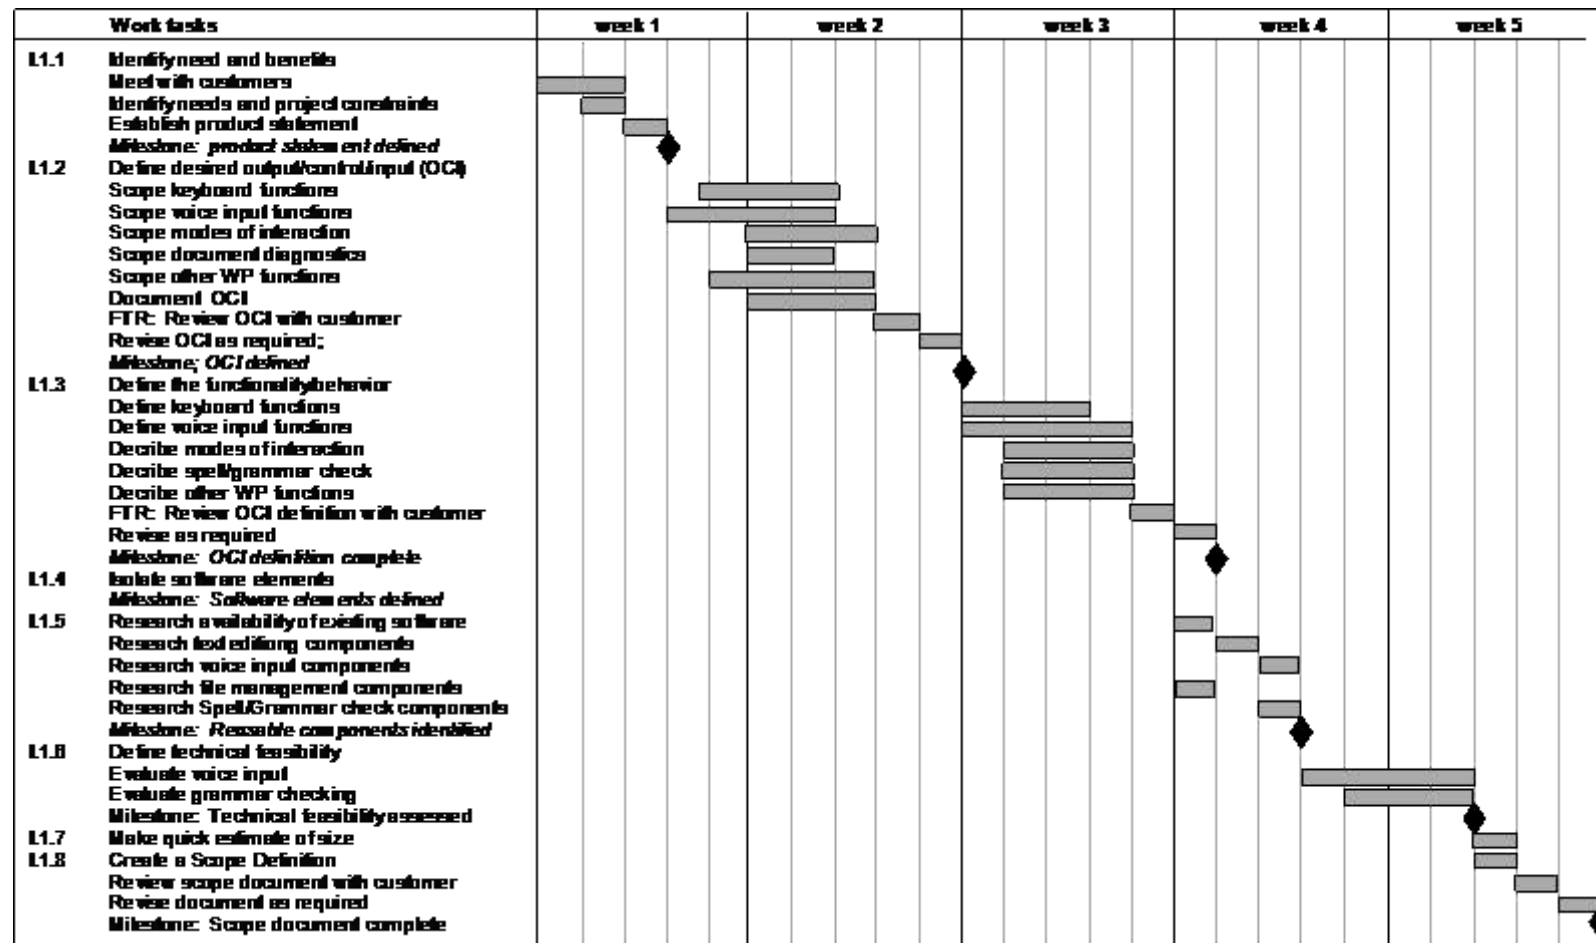 Work tasks week 1 week 2 week 3 week 4 week 5
I.1.1 Identify need and benefits
Meet with customers
Identify needs and project constraints
Establish product statement
Milestone: product statement defined
I.1.2 Define desired output/control/input (OCI)
Scope keyboard functions
Scope voice input functions
Scope modes of interaction
Scope document diagnostics
Scope other WP functions
Document OCI
FTR: Review OCI with customer
Revise OCI as required;
Milestone; OCI defined
I.1.3 Define the functionality/behavior
Define keyboard functions
Define voice input functions
Decribe modes of interaction
Decribe spell/grammar check
Decribe other WP functions
FTR: Review OCI definition with customer
Revise as required
Milestone: OCI definition complete
I.1.4 Isolate software elements
Milestone: Software elements defined
I.1.5 Research availability of existing software
Reseach text editiong components
Research voice input components
Research file management components
Research Spell/Grammar check components
Milestone: Reusable components identified
I.1.6 Define technical feasibility
Evaluate voice input
Evaluate grammar checking
Milestone: Technical feasibility assessed
I.1.7 Make quick estimate of size
I.1.8 Create a Scope Definition
Review scope document with customer
Revise document as required
Milestone: Scope document complete